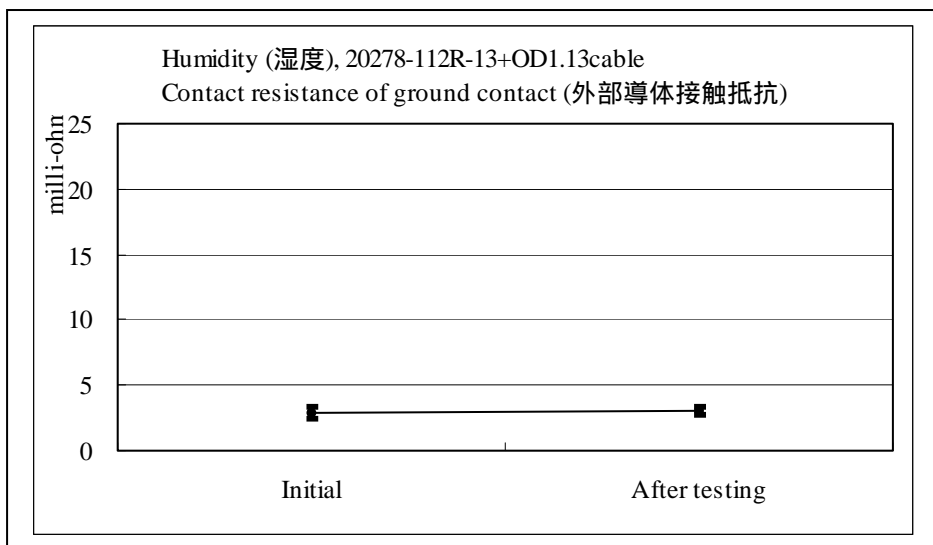 Humidity (湿度), 20278-112R-13+OD1.13cable
Contact resistance of ground contact (外部導体接触抵抗)
milli-ohm
25
20
15
10
5
0
Initial
After testing